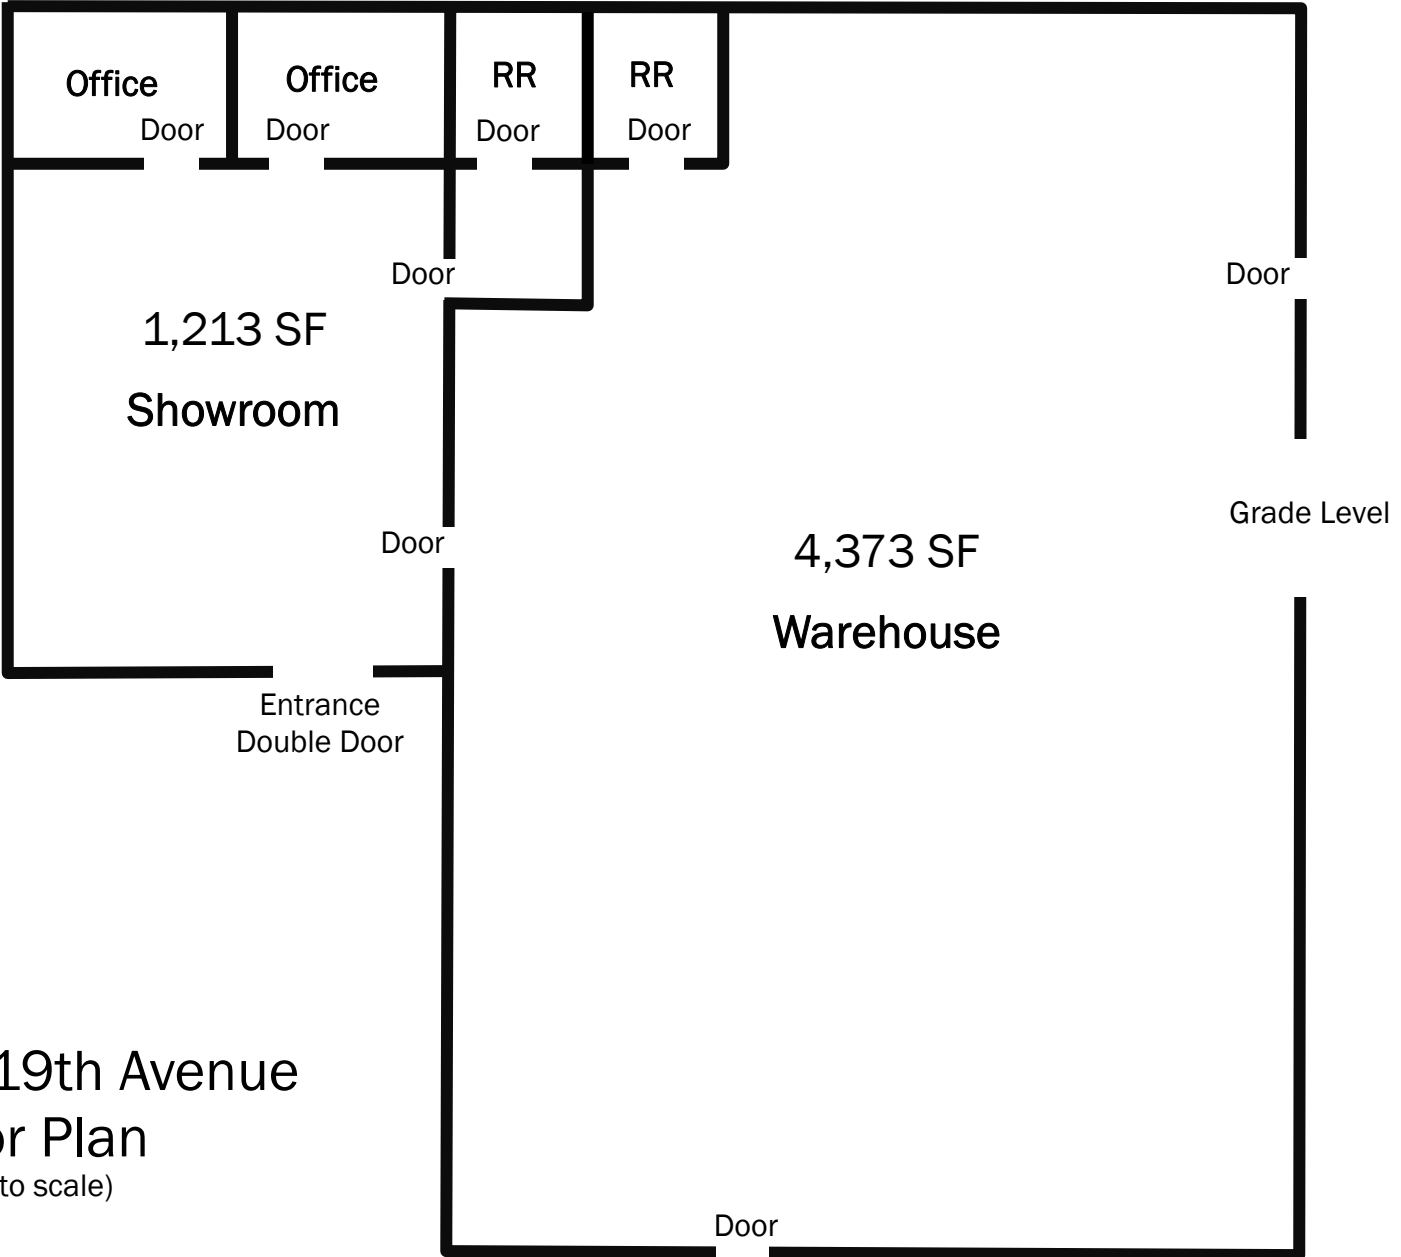 Office
Office
RR
RR
Door
Door
Door
Door
Door
Door
1,213 SF
Showroom
Grade Level
Door
4,373 SF
Warehouse
Entrance
Double Door
19th Avenue
Plan
to scale)
Door